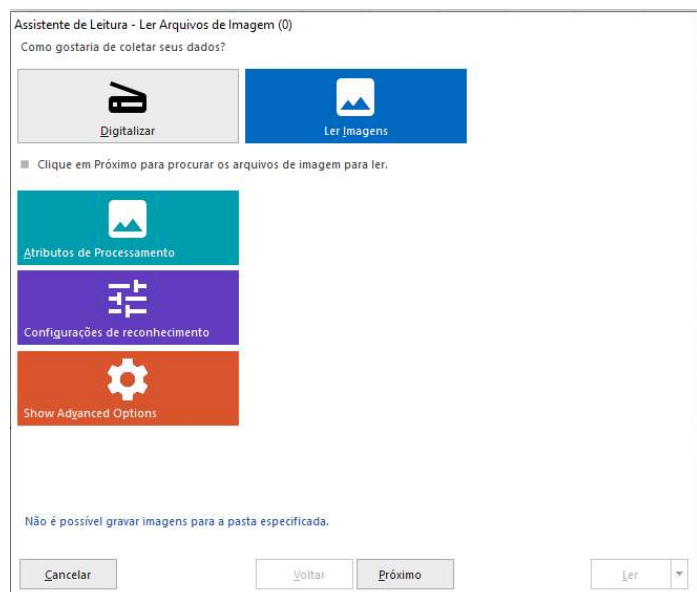 Assistente de Leitura - Ler Arquivos de Imagem (0)
Como gostaria de coletar seus dados?
Digitalizar
Ler Imagens
Clique em Próximo para procurar os arquivos de imagem para ler.
Atributos de Processamento
Configurações de reconhecimento
Show Advanced Options
Não é possível gravar imagens para a pasta especificada.
Cancelar
Voltar
Próximo
Ler